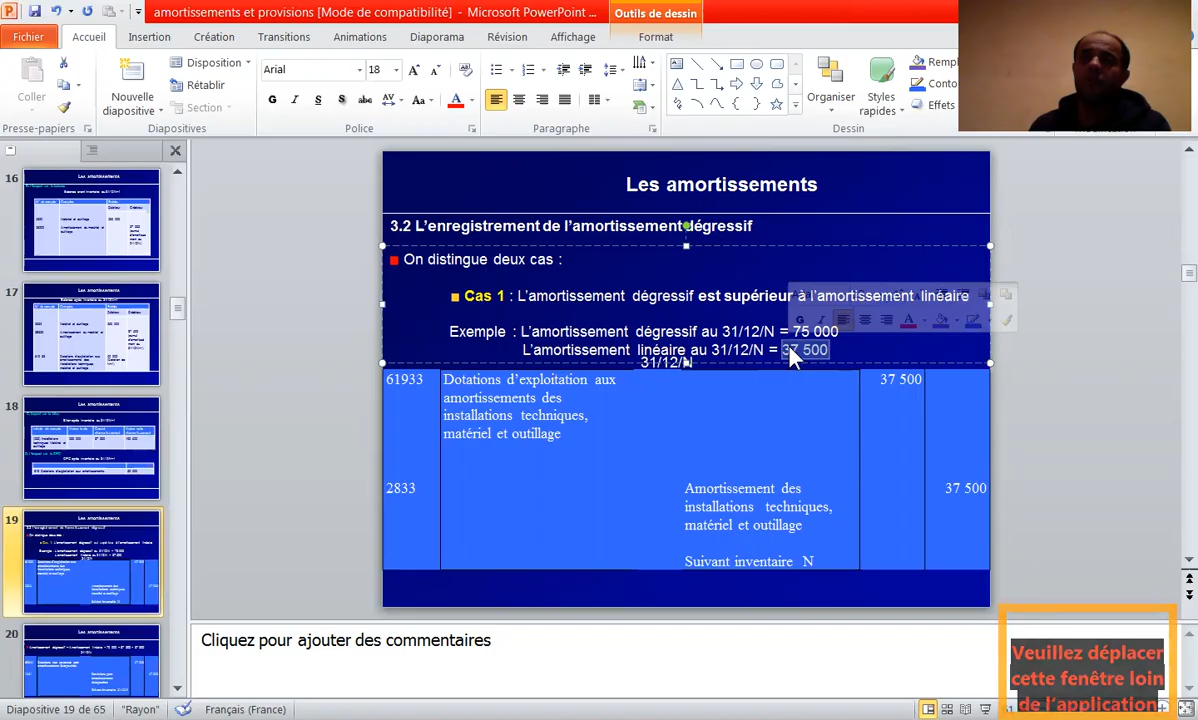 amortissements et provisions [Mode de compatibilité] - Microsoft PowerPoint ...
Outils de dessin
Fichier Accueil Insertion Création Transitions Animations Diaporama Révision Affichage Format
Coller
Presse-papiers
Nouvelle diapositive
Disposition
Rétablir
Section
Diapositives
Arial 18
G I S S abc AV Aa A
Police
Paragraphe
Organiser
Styles rapides
Rempl
Conto
Effets
Dessin
16
17
18
19
20
Les amortissements
3.2 L'enregistrement de l'amortissement dégressif
On distingue deux cas :
Cas 1 : L'amortissement dégressif est supérieur à l'amortissement linéaire
Exemple : L'amortissement dégressif au 31/12/N = 75 000
L'amortissement linéaire au 31/12/N = 37 500
31/12/N
61933 Dotations d'exploitation aux 37 500
amortissements des
installations techniques,
matériel et outillage
2833 Amortissement des 37 500
installations techniques,
matériel et outillage
Suivant inventaire N
Cliquez pour ajouter des commentaires
Veuillez déplacer
cette fenêtre loin
de l'application
Diapositive 19 de 65 "Rayon" Français (France)